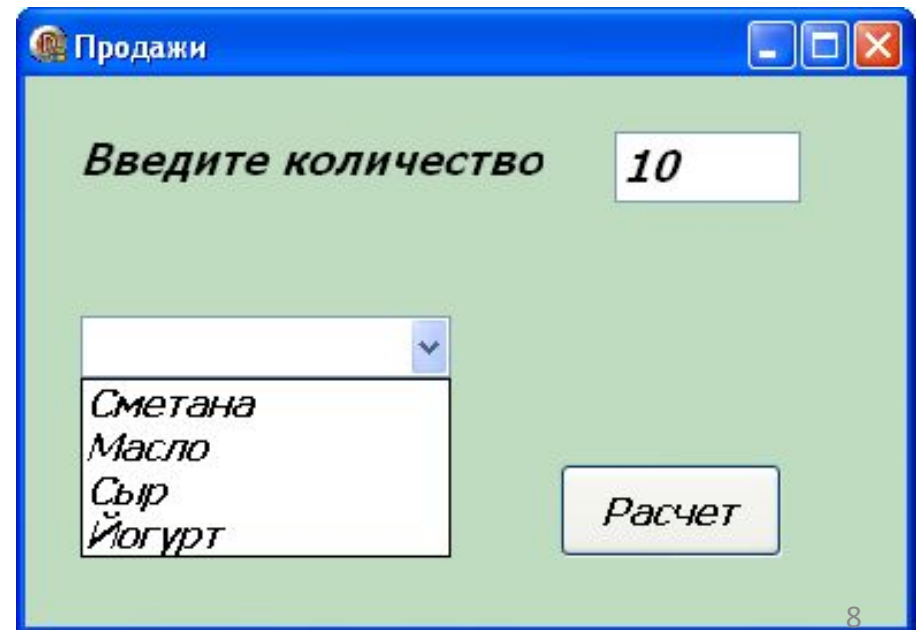 Продажи
Введите количество 10
Сметана
Масло
Сыр
Йогурт
Расчет
8